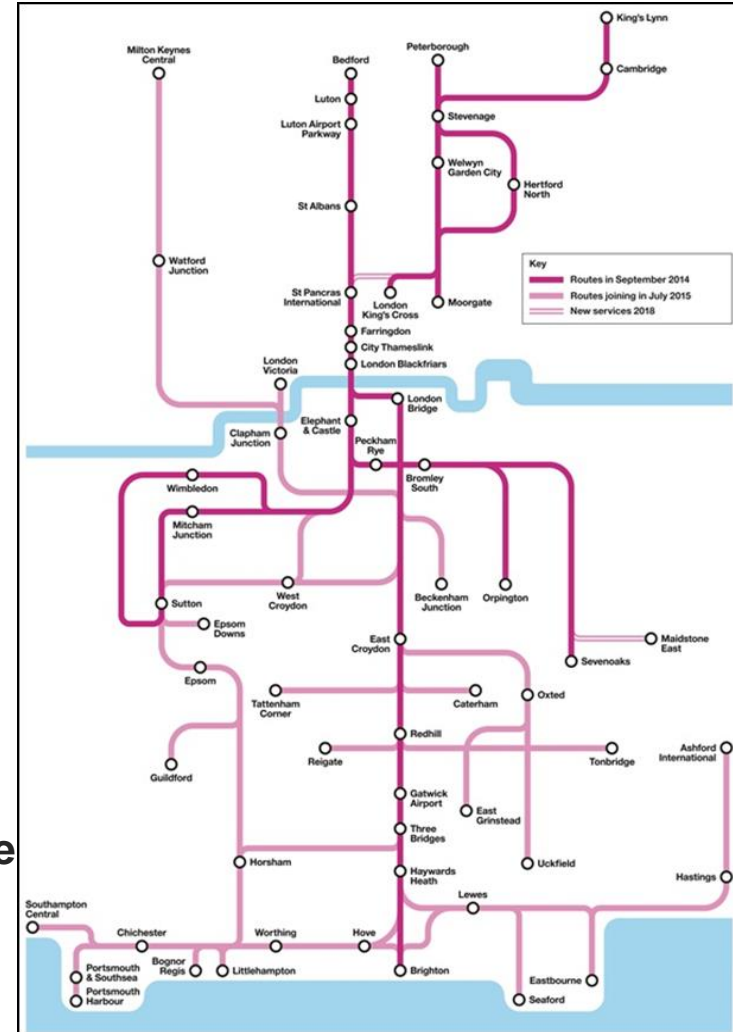 King's Lynn
Milton Keynes
Central
Bedford
Peterborough
Cambridge
Luton
Luton Airport
Parkway
Stevenage
Welwyn
Garden City
Hertford
North
St Albans
Watford
Junction
Key
Routes in September 2014
Routes joining in July 2015
New services 2018
St Pancras
International
London
King's Cross
Moorgate
Farringdon
City Thameslink
London Blackfriars
London
Victoria
London
Bridge
Clapham
Junction
Elephant
& Castle
Peckham
Rye
Bromley
South
Wimbledon
Mitcham
Junction
West
Croydon
Beckenham
Junction
Orpington
Sutton
Epsom
Downs
East
Croydon
Maidstone
East
Sevenoaks
Epsom
Tattenham
Corner
Caterham
Oxted
Redhill
Reigate
Tonbridge
Ashford
International
Guildford
Gatwick
Airport
East
Grinstead
Three
Bridges
e
Horsham
Haywards
Heath
Uckfield
Hastings
Southampton
Central
Lewes
Chichester
Worthing
Hove
Portsmouth
& Southsea
Bognor
Regis
Littlehampton
Brighton
Eastbourne
Portsmouth
Harbour
Seaford